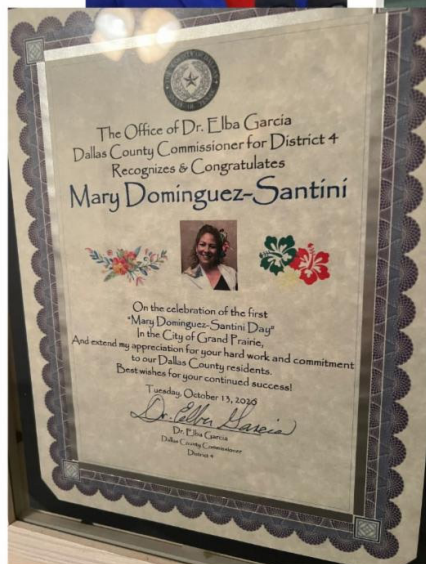 The Office of Dr. Elba Garcia
Dallas County Commissioner for District 4
Recognizes & Congratulates
Mary Dominguez-Santini
On the celebration of the first
"Mary Dominguez-Santini Day"
In the City of Grand Prairie,
And extend my appreciation for your hard work and commitment
to our Dallas County residents.
Best wishes for your continued success!
Tuesday, October 13, 2020
Dr. Elba Garcia
Dr. Elba Garcia
Dallas County Commissioner
District 4